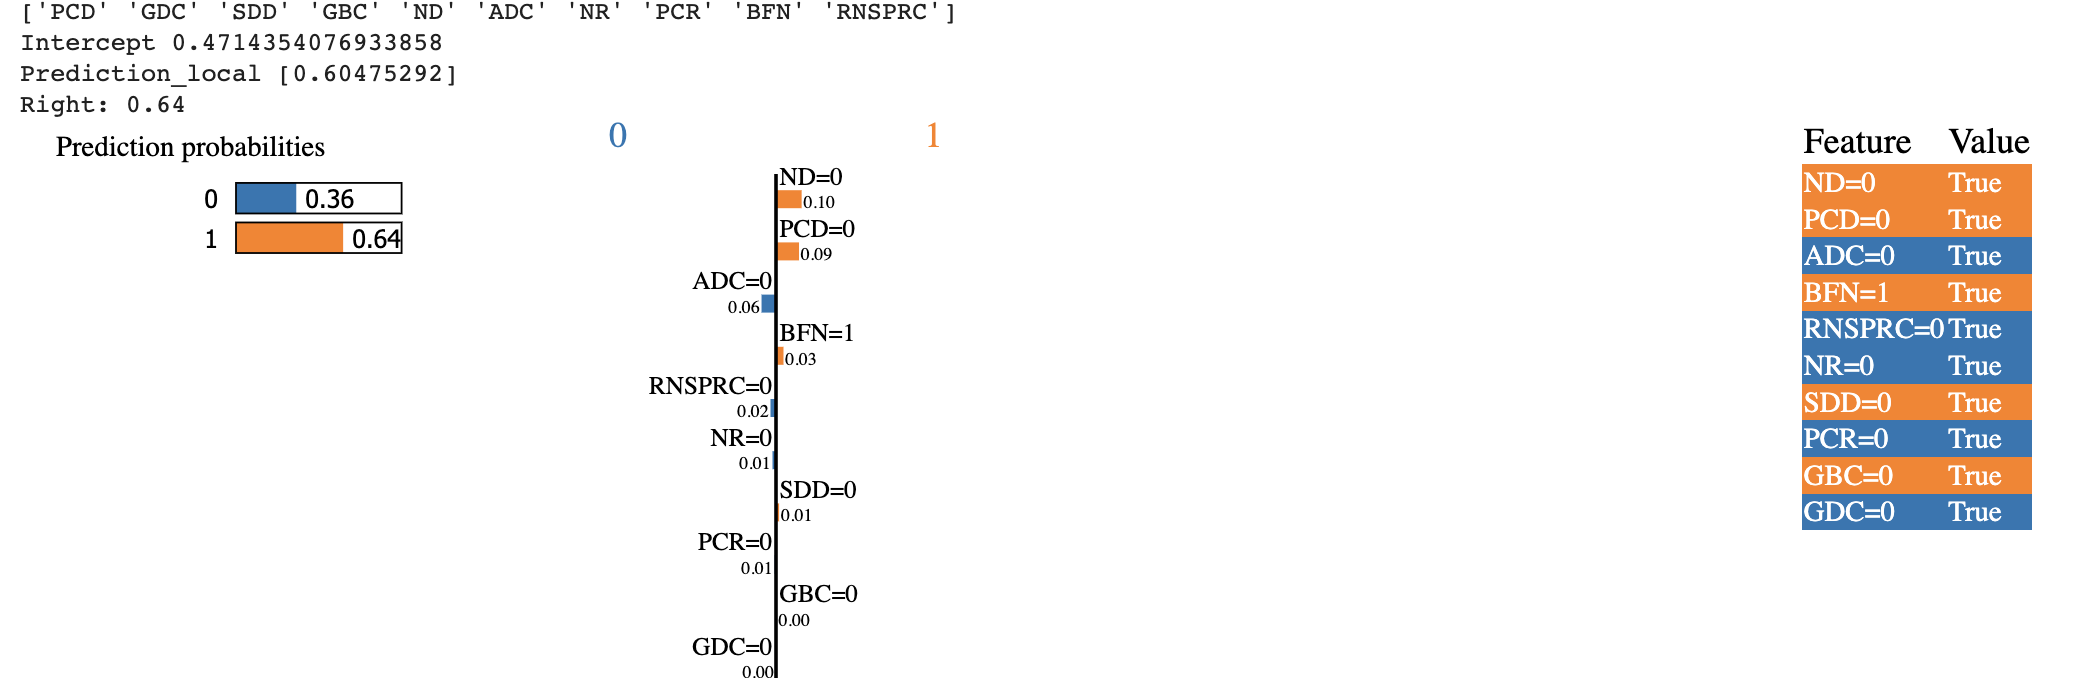 ['PCD' 'GDC' 'SDD' 'GBC' 'ND' 'ADC' 'NR' 'PCR' 'BFN' 'RNSPRC']
Intercept 0.4714354076933858
Prediction_local [0.60475292]
Right: 0.64
Prediction probabilities
0 0.36
1 0.64
0 1
ND=0
0.10
PCD=0
0.09
ADC=0
0.06
BFN=1
0.03
RNSPRC=0
0.02
NR=0
0.01
SDD=0
0.01
PCR=0
0.01
GBC=0
0.00
GDC=0
0.00
Feature Value
ND=0 True
PCD=0 True
ADC=0 True
BFN=1 True
RNSPRC=0 True
NR=0 True
SDD=0 True
PCR=0 True
GBC=0 True
GDC=0 True